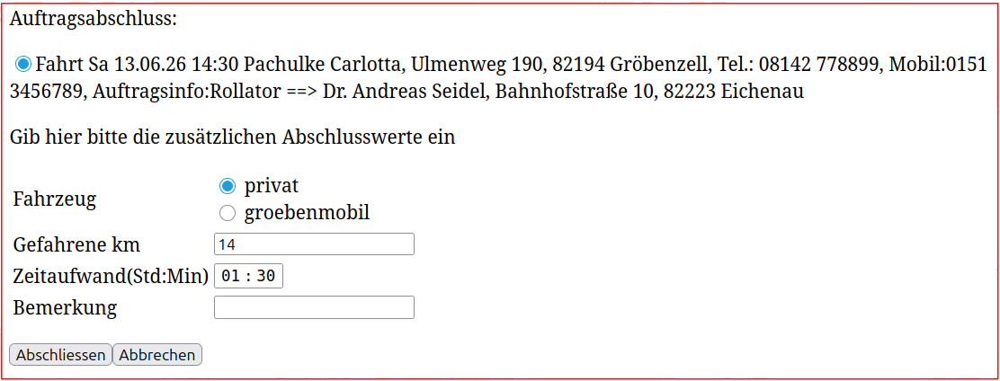 Auftragsabschluss:
Fahrt Sa 13.06.26 14:30 Pachulke Carlotta, Ulmenweg 190, 82194 Gröbenzell, Tel.: 08142 778899, Mobil:0151
3456789, Auftragsinfo:Rollator ==> Dr. Andreas Seidel, Bahnhofstraße 10, 82223 Eichenau
Gib hier bitte die zusätzlichen Abschlusswerte ein
Fahrzeug
privat
groebenmobil
Gefahrene km 14
Zeitaufwand(Std:Min) 01:30
Bemerkung
Abschliessen Abbrechen